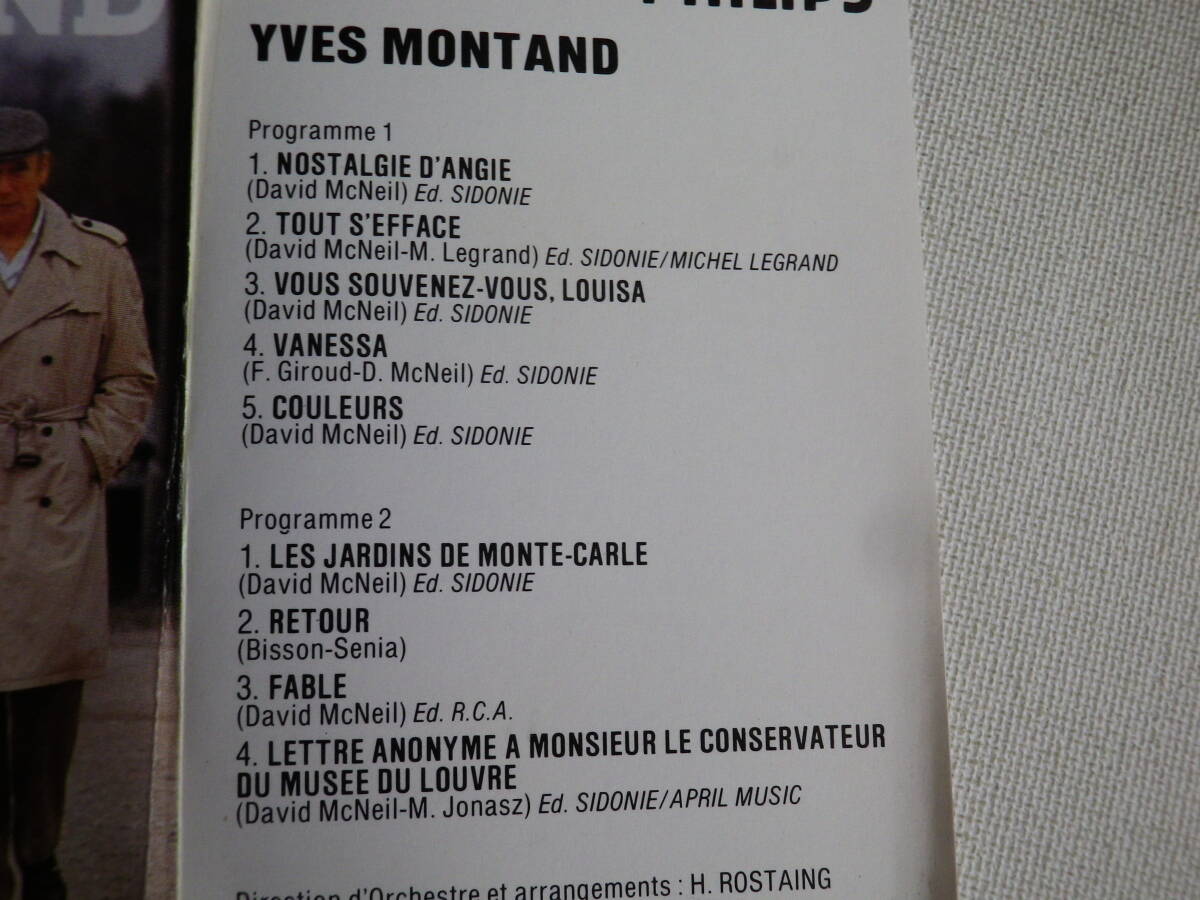 ND
PHILIPS
YVES MONTAND
Programme 1
1. NOSTALGIE D'ANGIE
(David McNeil) Ed. SIDONIE
2. TOUT S'EFFACE
(David McNeil-M. Legrand) Ed. SIDONIE/MICHEL LEGRAND
3. VOUS SOUVENEZ-VOUS, LOUISA
(David McNeil) Ed. SIDONIE
4. VANESSA
(F. Giroud-D. McNeil) Ed. SIDONIE
5. COULEURS
(David McNeil) Ed. SIDONIE
Programme 2
1. LES JARDINS DE MONTE-CARLE
(David McNeil) Ed. SIDONIE
2. RETOUR
(Bisson-Senia)
3. FABLE
(David McNeil) Ed. R.C.A.
4. LETTRE ANONYME A MONSIEUR LE CONSERVATEUR
DU MUSEE DU LOUVRE
(David McNeil-M. Jonasz) Ed. SIDONIE/APRIL MUSIC
Direction d'Orchestre et arrangements : H. ROSTAING